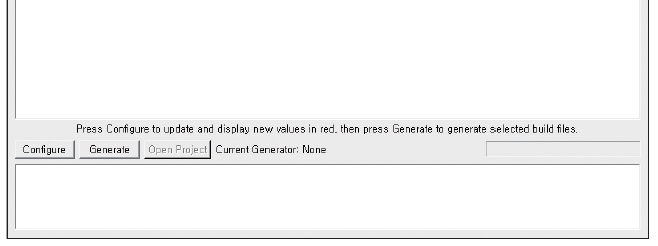 Press Configure to update and display new values in red, then press Generate to generate selected build files.
Configure Generate Open Project Current Generator: None